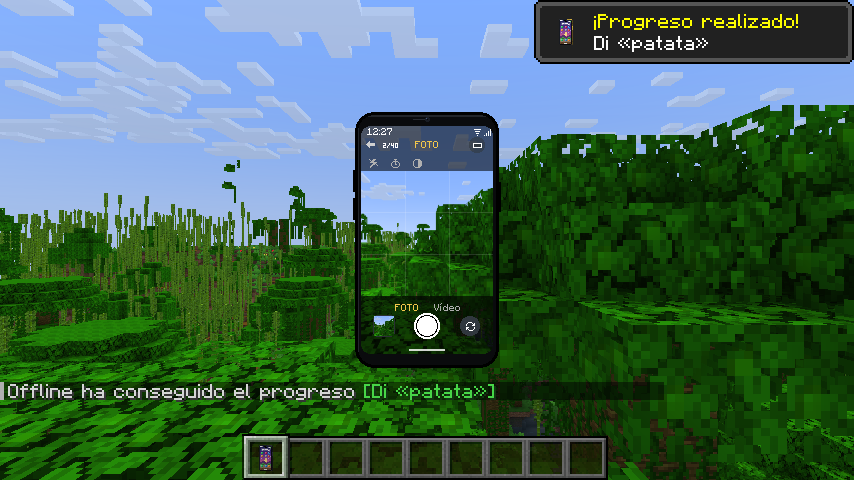 ¡Progreso realizado!
Di «patata»
12:27
2/40 FOTO
FOTO Vídeo
Offline ha conseguido el progreso [Di «patata»]